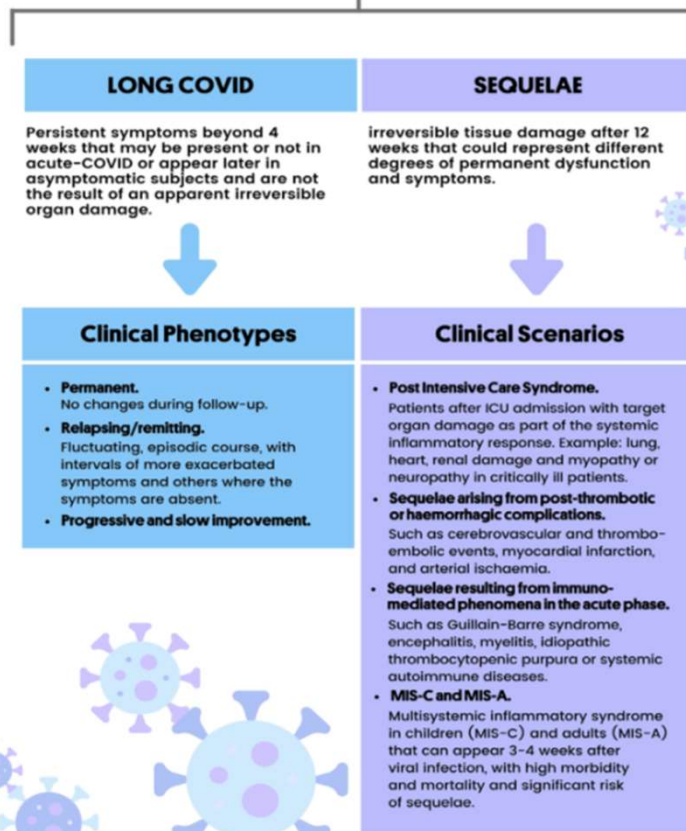 LONG COVID
Persistent symptoms beyond 4
weeks that may be present or not in
acute-COVID or appear later in
asymptomatic subjects and are not
the result of an apparent irreversible
organ damage.
Clinical Phenotypes
• Permanent.
No changes during follow-up.
• Relapsing/remitting.
Fluctuating, episodic course, with
intervals of more exacerbated
symptoms and others where the
symptoms are absent.
• Progressive and slow improvement.
SEQUELAE
irreversible tissue damage after 12
weeks that could represent different
degrees of permanent dysfunction
and symptoms.
Clinical Scenarios
• Post Intensive Care Syndrome.
Patients after ICU admission with target
organ damage as part of the systemic
inflammatory response. Example: lung,
heart, renal damage and myopathy or
neuropathy in critically ill patients.
• Sequelae arising from post-thrombotic
or haemorrhagic complications.
Such as cerebrovascular and thrombo-
embolic events, myocardial infarction,
and arterial ischaemia.
• Sequelae resulting from immuno-
mediated phenomena in the acute phase.
Such as Guillain-Barre syndrome,
encephalitis, myelitis, idiopathic
thrombocytopenic purpura or systemic
autoimmune diseases.
• MIS-C and MIS-A.
Multisystemic inflammatory syndrome
in children (MIS-C) and adults (MIS-A)
that can appear 3-4 weeks after
viral infection, with high morbidity
and mortality and significant risk
of sequelae.